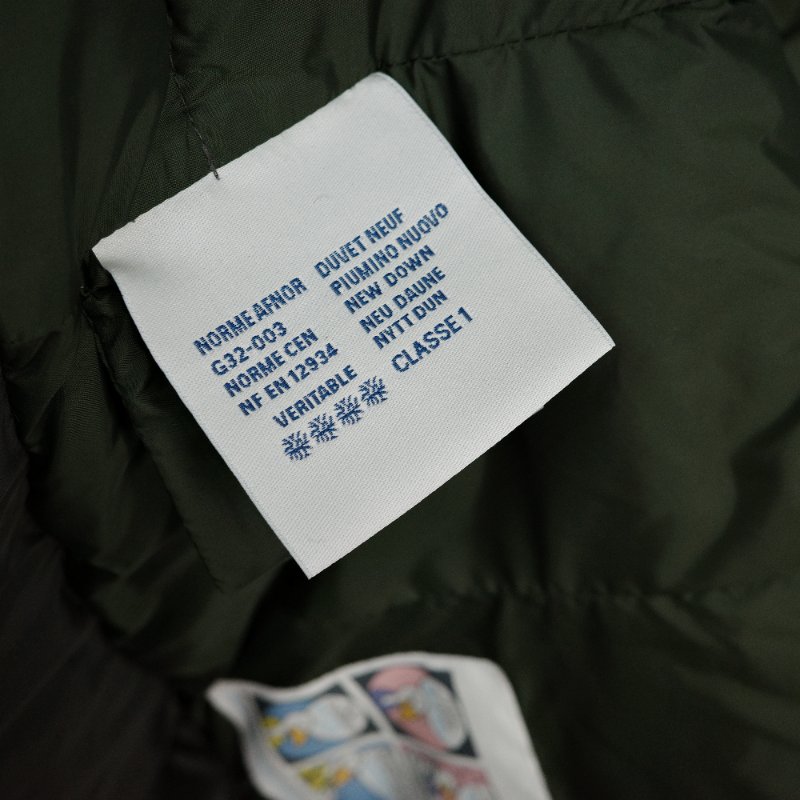 NORME AFNOR
G32-003
NORME CEN
NF EN 12934
DUVET NEUF
PIUMINO NUOVO
NEW DOWN
NEU DAUNE
NYTT DUN
VERITABLE
CLASSE 1